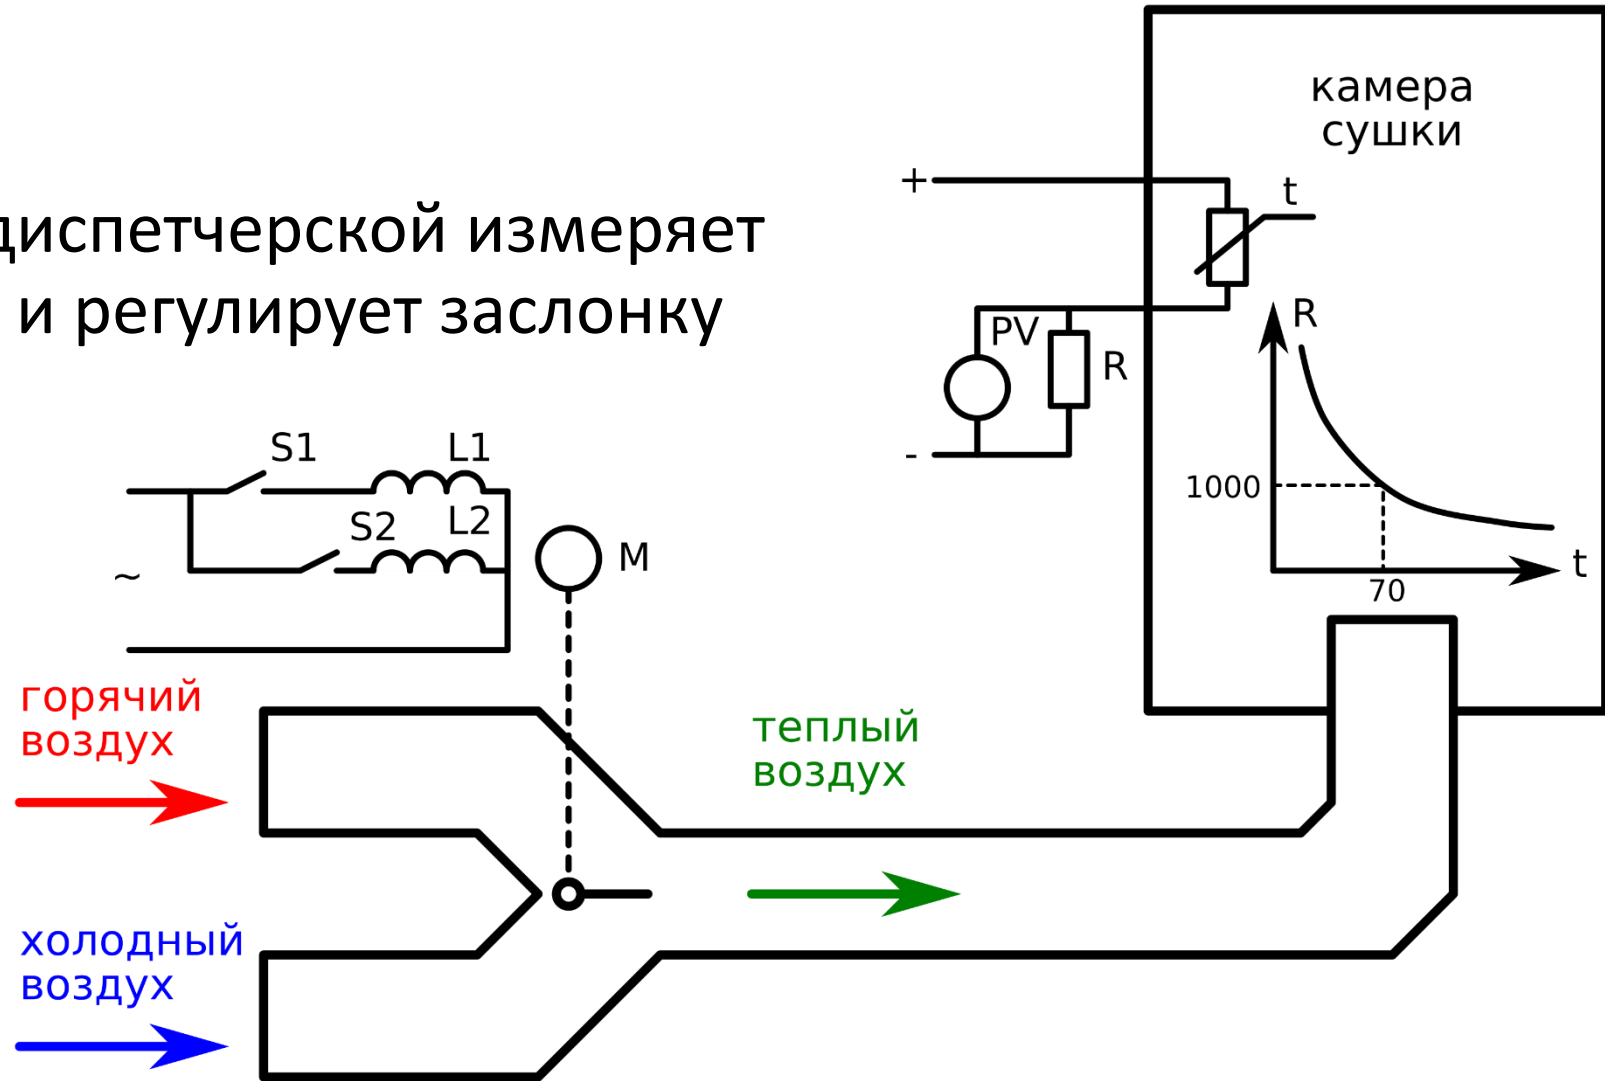 камера
сушки
+
t
диспетчерской измеряет
и регулирует заслонку
R
PV
R
-
S1
L1
1000
S2
L2
M
~
t
70
горячий
воздух
теплый
воздух
холодный
воздух